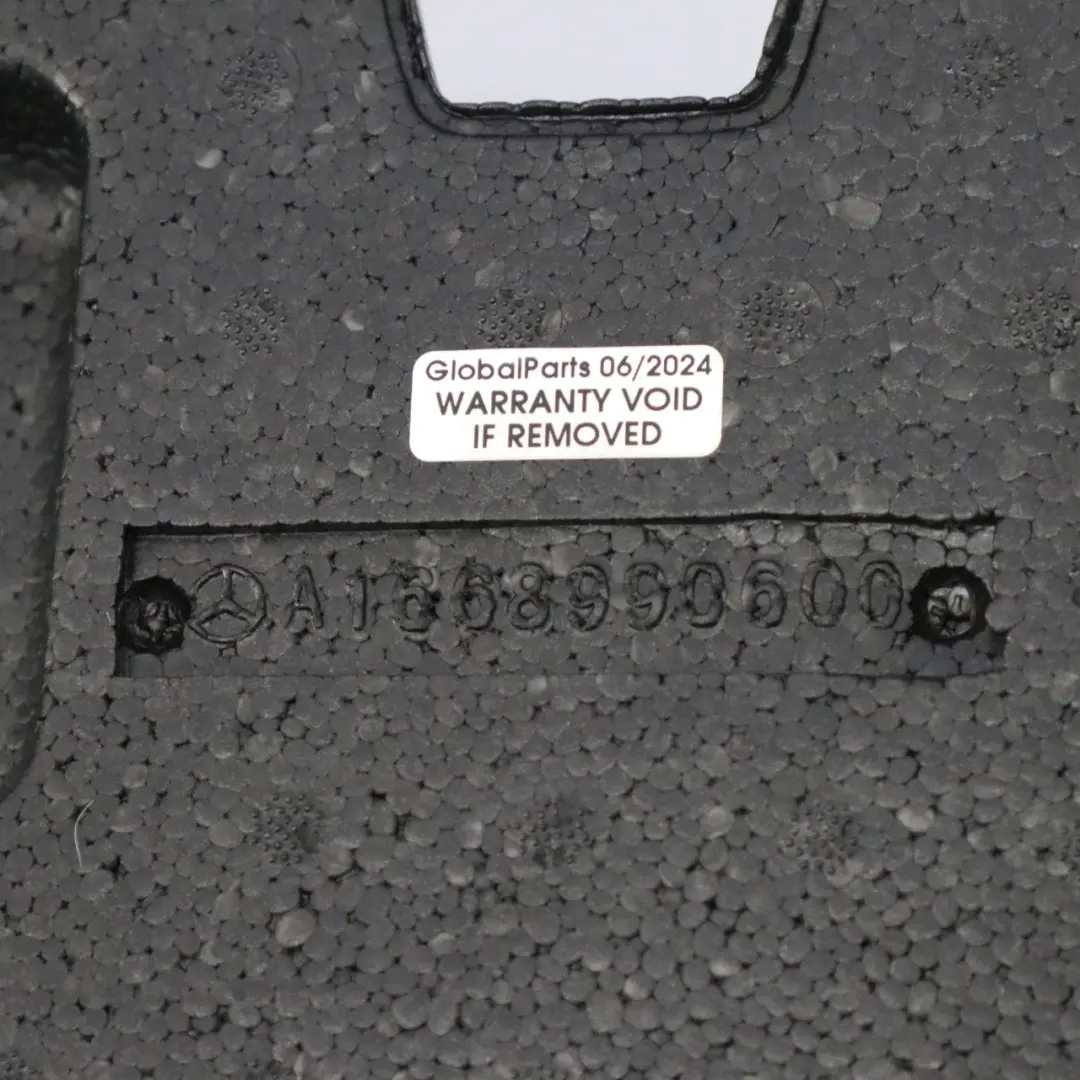 GlobalParts 06/2024
WARRANTY VOID
IF REMOVED
A1668990600